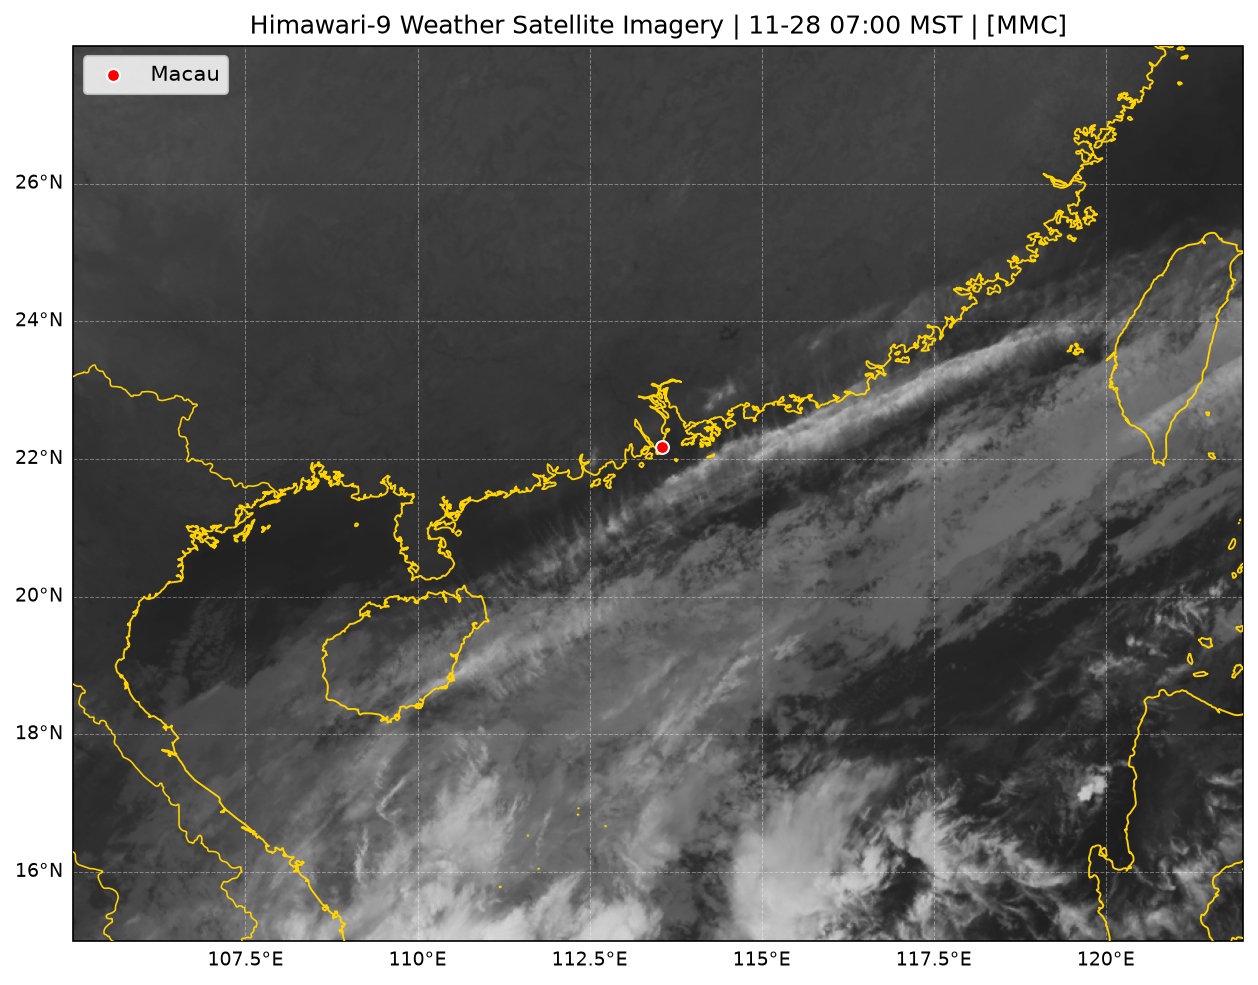 Himawari-9 Weather Satellite Imagery | 11-28 07:00 MST | [MMC]
Macau
26°N
24°N
22°N
20°N
18°N
16°N
107.5°E 110°E 112.5°E 115°E 117.5°E 120°E